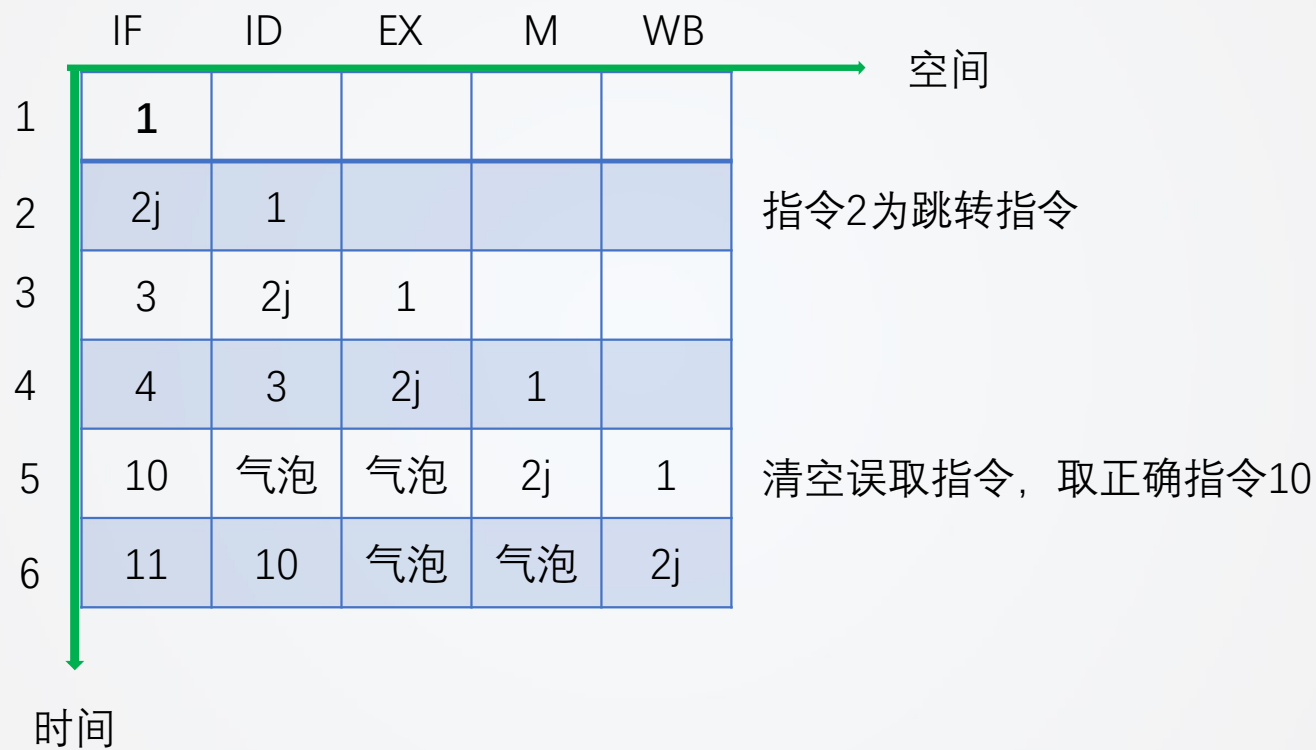 IF ID EX M WB
空间
1 1
2 2j 1 指令2为跳转指令
3 3 2j 1
4 4 3 2j 1
5 10 气泡 气泡 2j 1 清空误取指令，取正确指令10
6 11 10 气泡 气泡 2j
时间